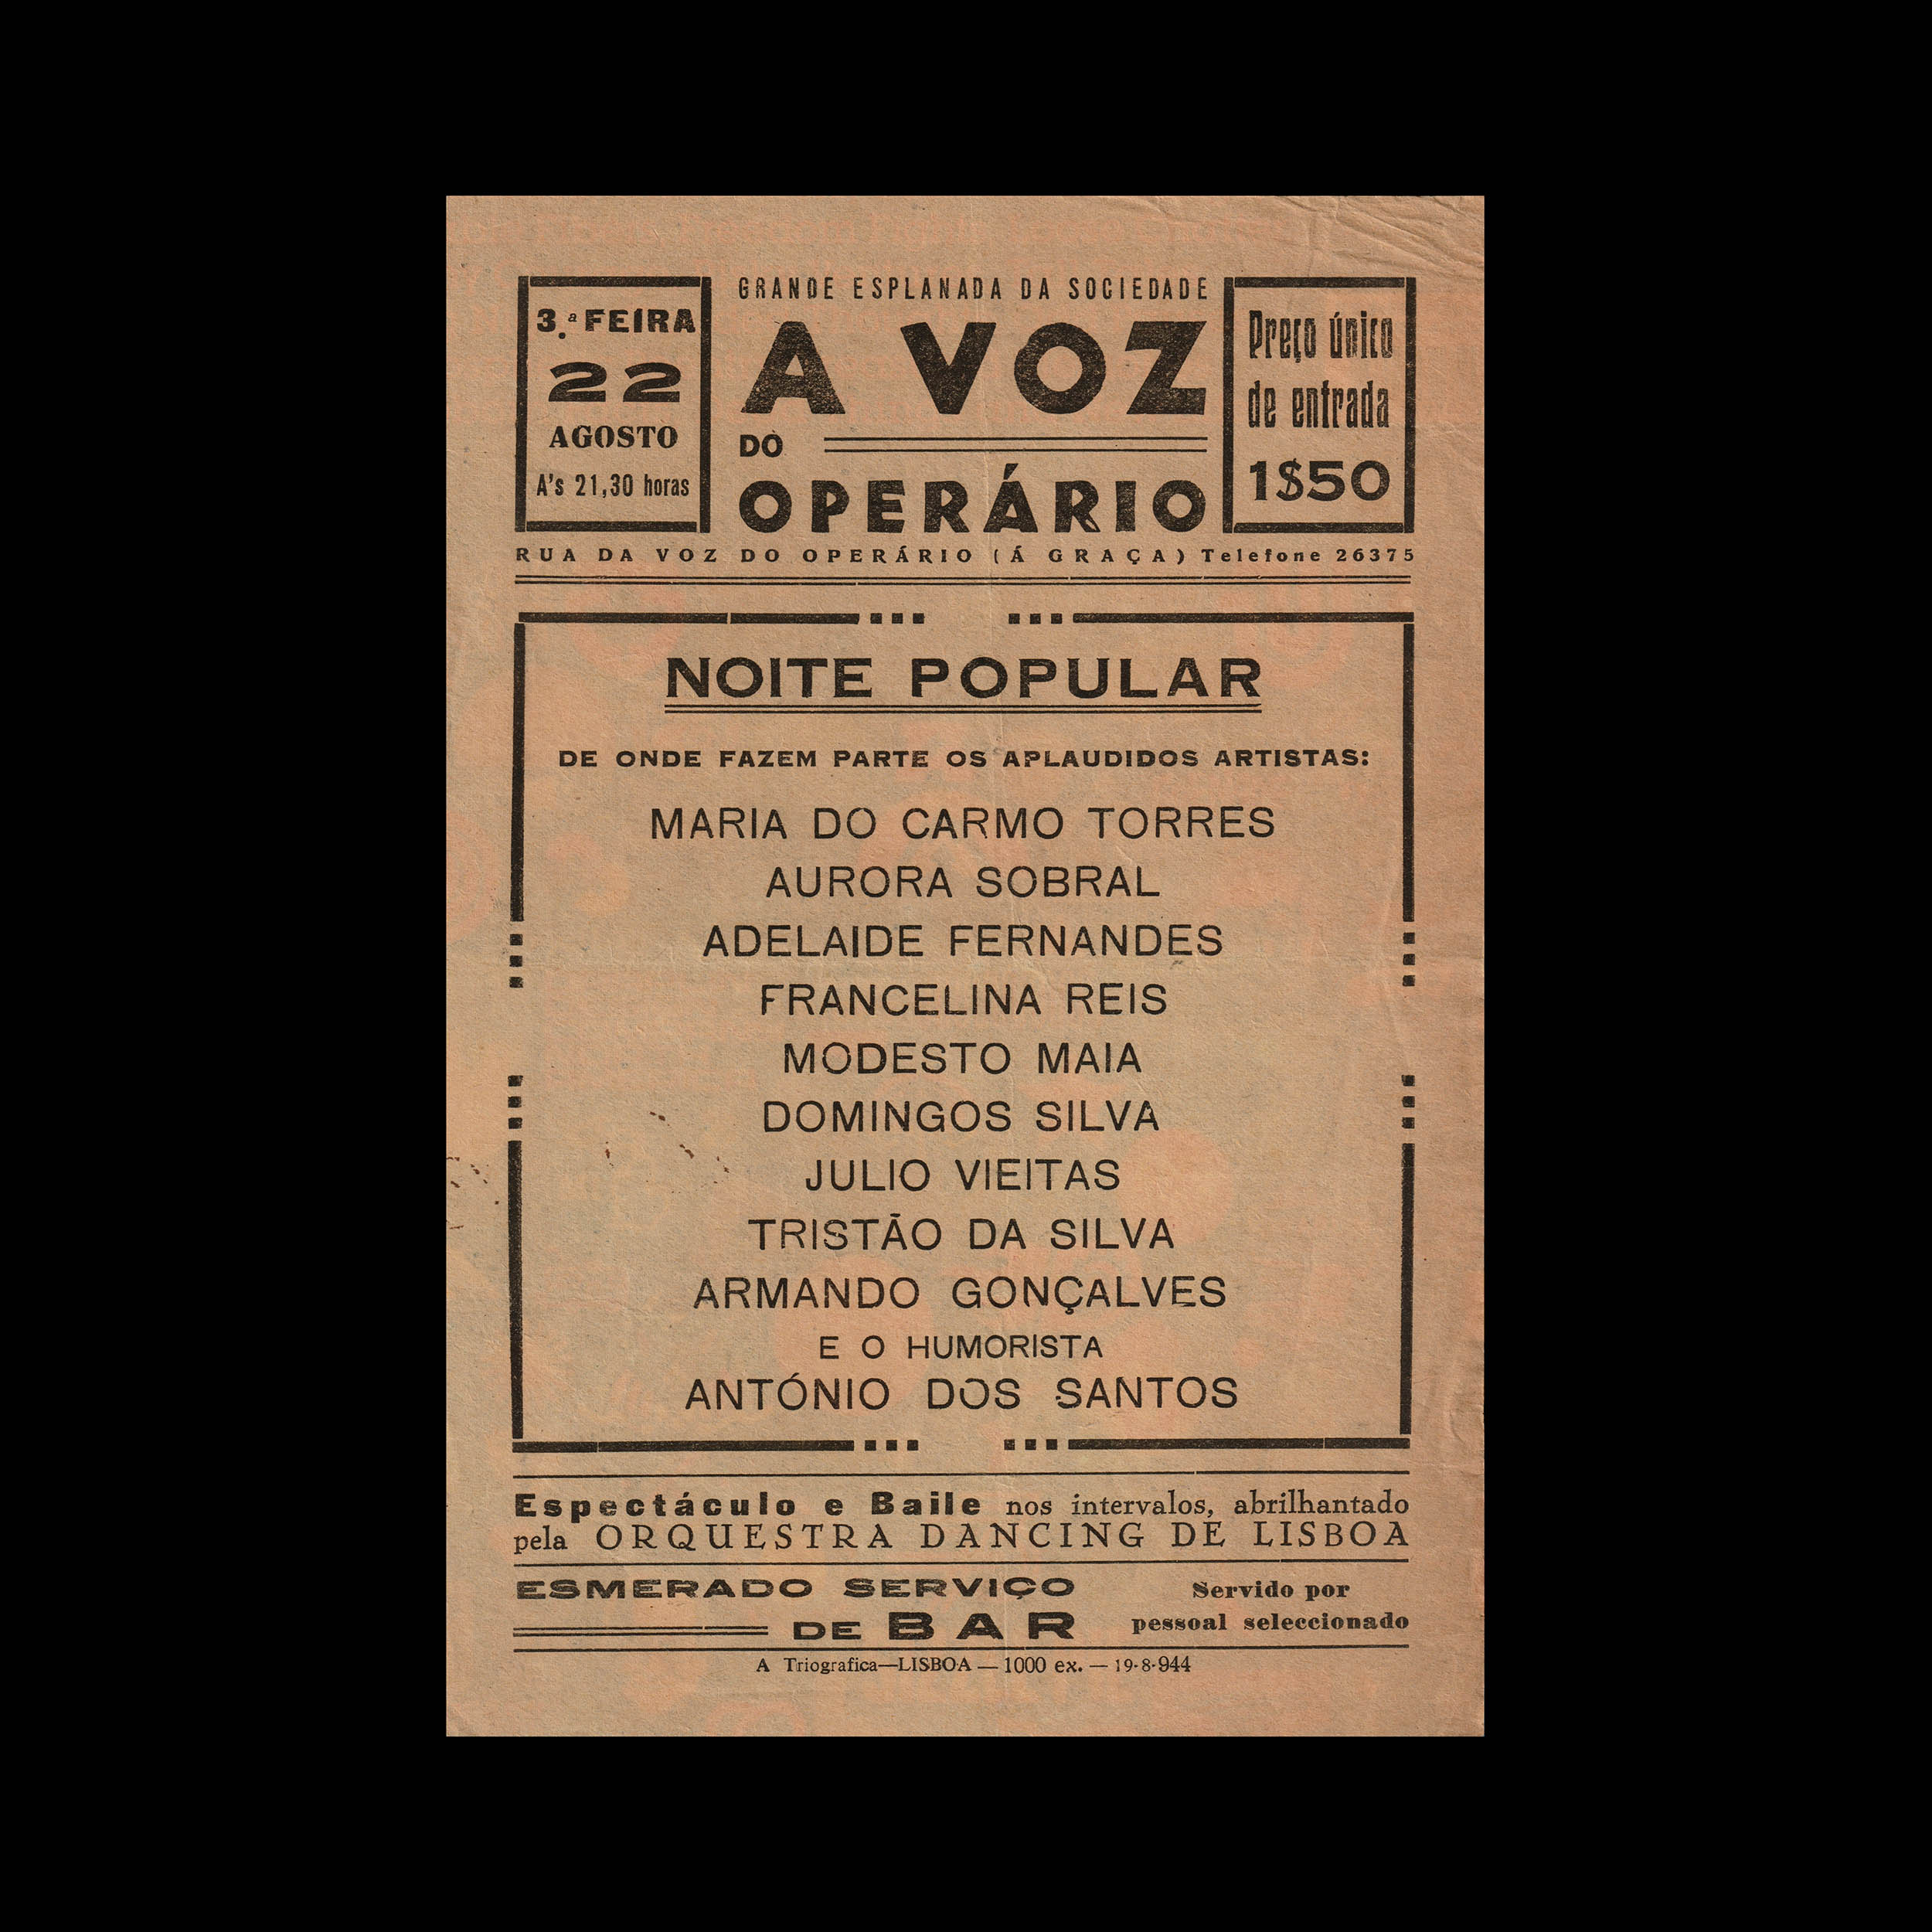 3.ª FEIRA
22
AGOSTO
A's 21,30 horas
GRANDE ESPLANADA DA SOCIEDADE
A VOZ
DO
OPERÁRIO
Preço único
de entrada
1$50
RUA DA VOZ DO OPERÁRIO (Á GRAÇA) Telefone 26375
NOITE POPULAR
DE ONDE FAZEM PARTE OS APLAUDIDOS ARTISTAS:
MARIA DO CARMO TORRES
AURORA SOBRAL
ADELAIDE FERNANDES
FRANCELINA REIS
MODESTO MAIA
DOMINGOS SILVA
JULIO VIEITAS
TRISTÃO DA SILVA
ARMANDO GONÇALVES
E O HUMORISTA
ANTÓNIO DOS SANTOS
Espectáculo e Baile nos intervalos, abrilhantado
pela ORQUESTRA DANCING DE LISBOA
ESMERADO SERVIÇO
DE BAR
Servido por
pessoal seleccionado
A Triografica—LISBOA — 1000 ex. — 19-8-944